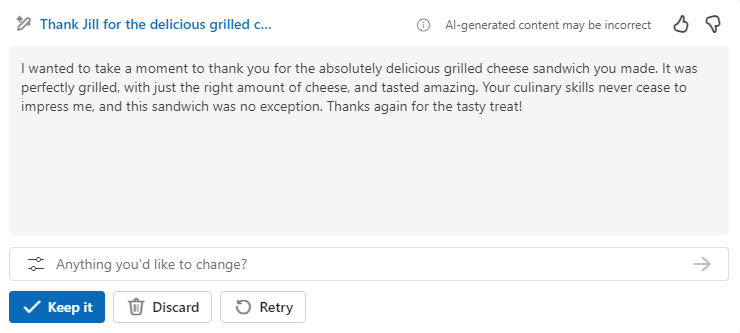 Thank Jill for the delicious grilled c...
AI-generated content may be incorrect
I wanted to take a moment to thank you for the absolutely delicious grilled cheese sandwich you made. It was
perfectly grilled, with just the right amount of cheese, and tasted amazing. Your culinary skills never cease to
impress me, and this sandwich was no exception. Thanks again for the tasty treat!
Anything you'd like to change?
Keep it
Discard
Retry